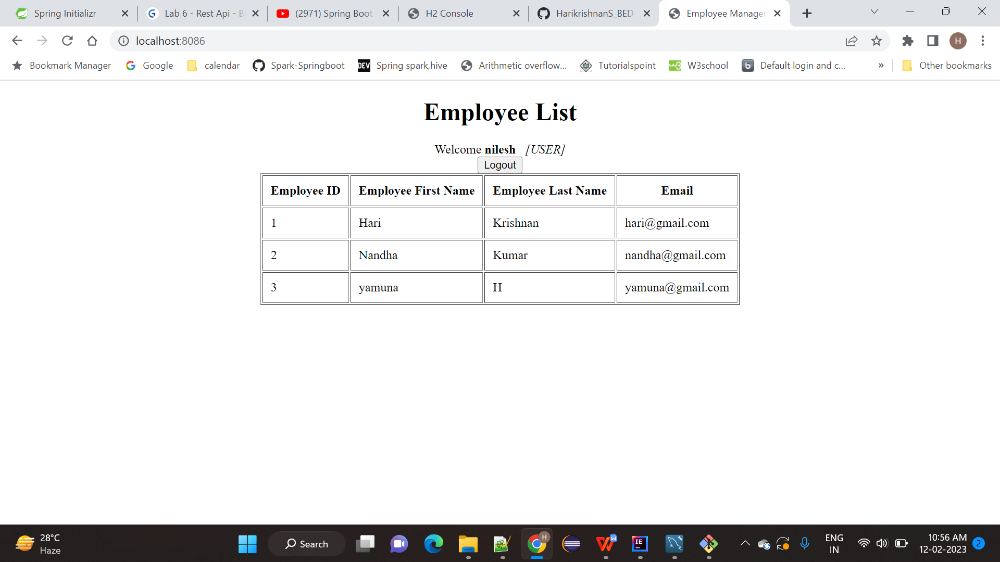 Spring Initializr
Lab 6 - Rest Api - B
(2971) Spring Boot
H2 Console
HarikrishnanS_BED_
Employee Manager
localhost:8086
H
Bookmark Manager
Google
calendar
Spark-Springboot
DEV
Spring spark,hive
Arithmetic overflow...
Tutorialspoint
W3school
Default login and c...
»
Other bookmarks
Employee List
Welcome nilesh [USER]
Logout
Employee ID Employee First Name Employee Last Name Email
1 Hari Krishnan hari@gmail.com
2 Nandha Kumar nandha@gmail.com
3 yamuna H yamuna@gmail.com
28°C
Haze
Search
H
W
IE
ENG
IN
10:56 AM
12-02-2023
2